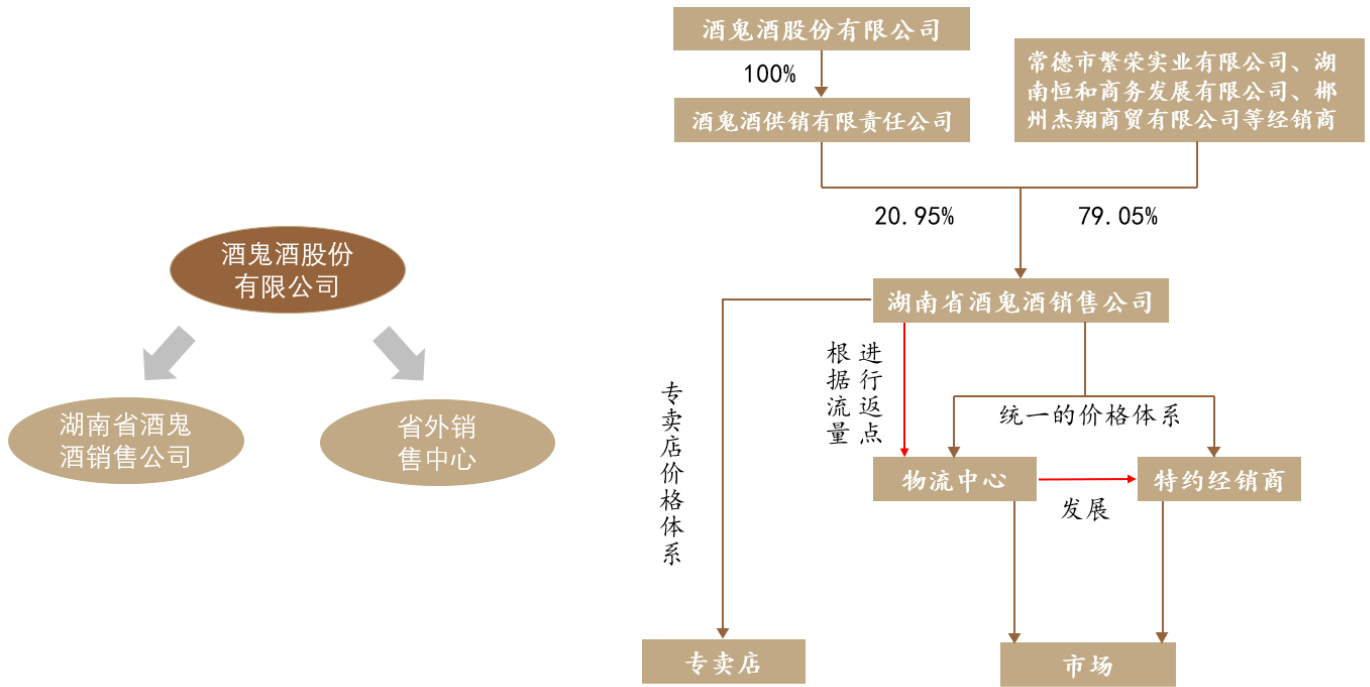 酒鬼酒股份
有限公司
湖南省酒鬼
酒销售公司
省外销
售中心
酒鬼酒股份有限公司
100%
酒鬼酒供销有限责任公司
常德市繁荣实业有限公司、湖
南恒和商务发展有限公司、郴
州杰翔商贸有限公司等经销商
20.95%
79.05%
湖南省酒鬼酒销售公司
根据流量
进行返点
专卖店价格体系
统一的价格体系
物流中心
发展
特约经销商
专卖店
市场